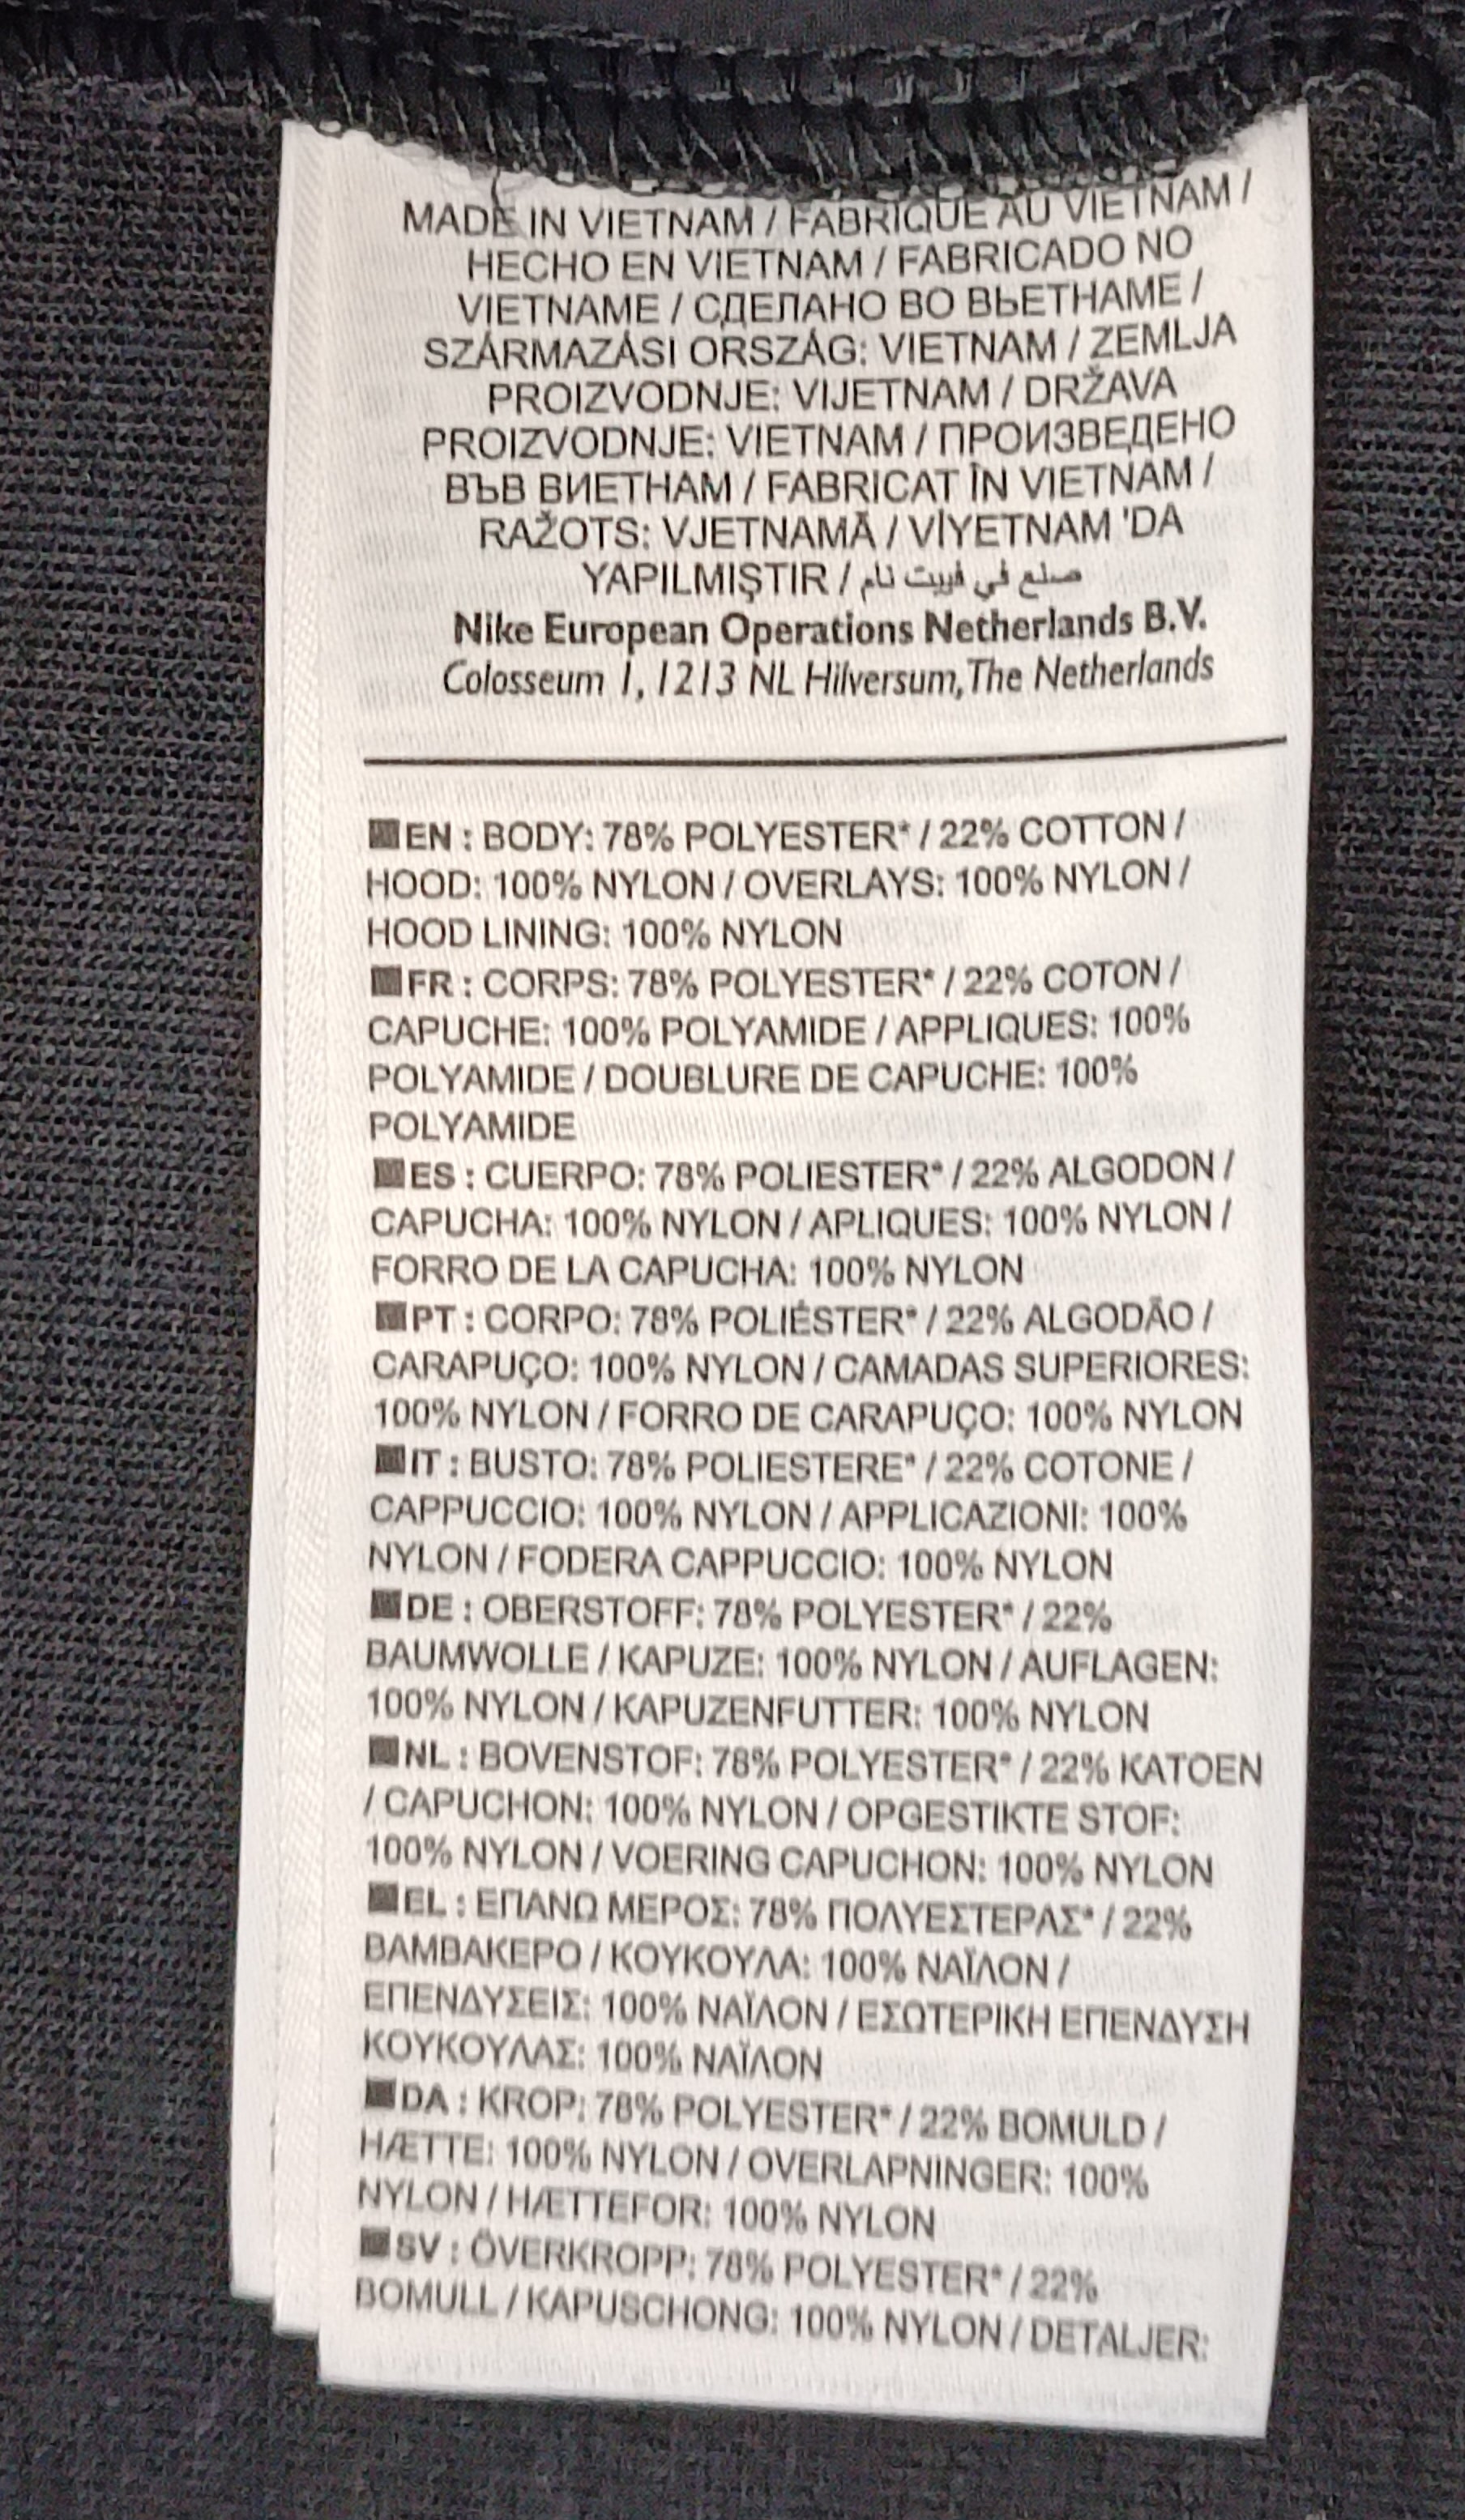 MADE IN VIETNAM / FABRIQUÉ AU VIETNAM /
HECHO EN VIETNAM / FABRICADO NO
VIETNAME / СДЕЛАНО ВО ВЬЕТНАМЕ /
SZÁRMAZÁSI ORSZÁG: VIETNAM / ZEMLJA
PROIZVODNJE: VIJETNAM / DRŽAVA
PROIZVODNJE: VIETNAM / ПРОИЗВЕДЕНО
ВЪВ ВИЕТНАМ / FABRICAT ÎN VIETNAM /
RAŽOTS: VJETNAMĀ / VİYETNAM 'DA
YAPILMIŞTIR / صنع في فييت نام
Nike European Operations Netherlands B.V.
Colosseum 1, 1213 NL Hilversum, The Netherlands
■EN : BODY: 78% POLYESTER* / 22% COTTON /
HOOD: 100% NYLON / OVERLAYS: 100% NYLON /
HOOD LINING: 100% NYLON
■FR : CORPS: 78% POLYESTER* / 22% COTON /
CAPUCHE: 100% POLYAMIDE / APPLIQUES: 100%
POLYAMIDE / DOUBLURE DE CAPUCHE: 100%
POLYAMIDE
■ES : CUERPO: 78% POLIESTER* / 22% ALGODON /
CAPUCHA: 100% NYLON / APLIQUES: 100% NYLON /
FORRO DE LA CAPUCHA: 100% NYLON
■PT : CORPO: 78% POLIÉSTER* / 22% ALGODÃO /
CARAPUÇO: 100% NYLON / CAMADAS SUPERIORES:
100% NYLON / FORRO DE CARAPUÇO: 100% NYLON
■IT : BUSTO: 78% POLIESTERE* / 22% COTONE /
CAPPUCCIO: 100% NYLON / APPLICAZIONI: 100%
NYLON / FODERA CAPPUCCIO: 100% NYLON
■DE : OBERSTOFF: 78% POLYESTER* / 22%
BAUMWOLLE / KAPUZE: 100% NYLON / AUFLAGEN:
100% NYLON / KAPUZENFUTTER: 100% NYLON
■NL : BOVENSTOF: 78% POLYESTER* / 22% KATOEN
/ CAPUCHON: 100% NYLON / OPGESTIKTE STOF:
100% NYLON / VOERING CAPUCHON: 100% NYLON
■EL : ΕΠΑΝΩ ΜΕΡΟΣ: 78% ΠΟΛΥΕΣΤΕΡΑΣ* / 22%
ΒΑΜΒΑΚΕΡΟ / ΚΟΥΚΟΥΛΑ: 100% ΝΑΪΛΟΝ /
ΕΠΕΝΔΥΣΕΙΣ: 100% ΝΑΪΛΟΝ / ΕΣΩΤΕΡΙΚΗ ΕΠΕΝΔΥΣΗ
ΚΟΥΚΟΥΛΑΣ: 100% ΝΑΪΛΟΝ
■DA : KROP: 78% POLYESTER* / 22% BOMULD /
HÆTTE: 100% NYLON / OVERLAPNINGER: 100%
NYLON / HÆTTEFOR: 100% NYLON
■SV : ÖVERKROPP: 78% POLYESTER* / 22%
BOMULL / KAPUSCHONG: 100% NYLON / DETALJER: